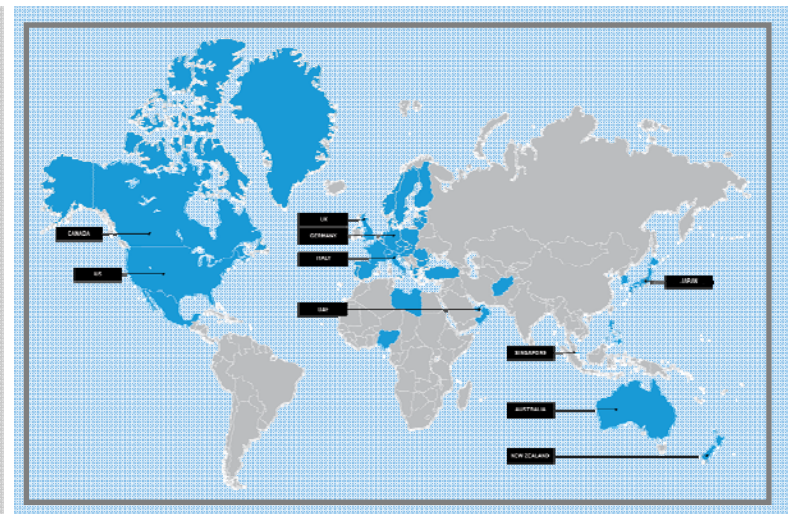 CANADA
US
UK
GERMANY
ITALY
UAE
JAPAN
SINGAPORE
AUSTRALIA
NEW ZEALAND